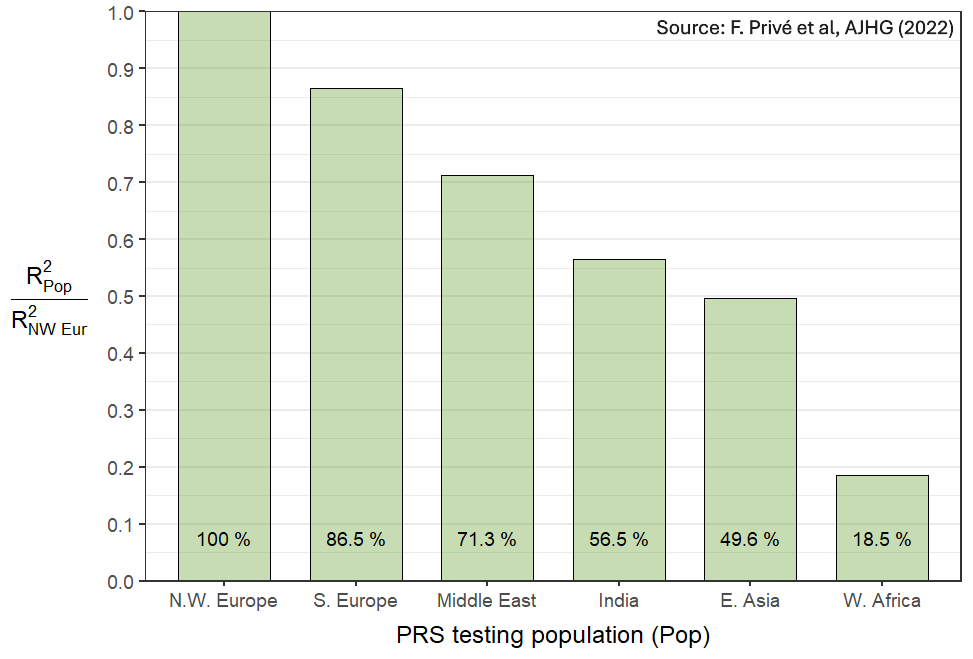 Source: F. Privé et al, AJHG (2022)
1.0
0.9
0.8
0.7
0.6
0.5
0.4
0.3
0.2
0.1
0.0
R²Pop
R²NW Eur
100 %
86.5 %
71.3 %
56.5 %
49.6 %
18.5 %
N.W. Europe
S. Europe
Middle East
India
E. Asia
W. Africa
PRS testing population (Pop)